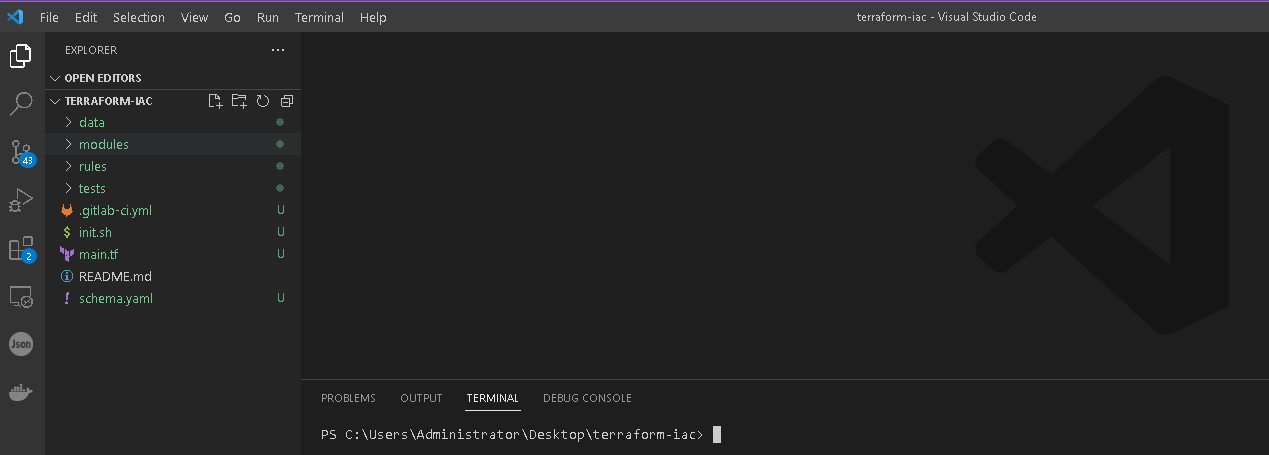 File Edit Selection View Go Run Terminal Help terraform-iac - Visual Studio Code
EXPLORER ...
OPEN EDITORS
TERRAFORM-IAC
data
modules
rules
tests
.gitlab-ci.yml U
$ init.sh U
main.tf U
README.md
! schema.yaml U
43
2
Json
PROBLEMS OUTPUT TERMINAL DEBUG CONSOLE
PS C:\Users\Administrator\Desktop\terraform-iac>